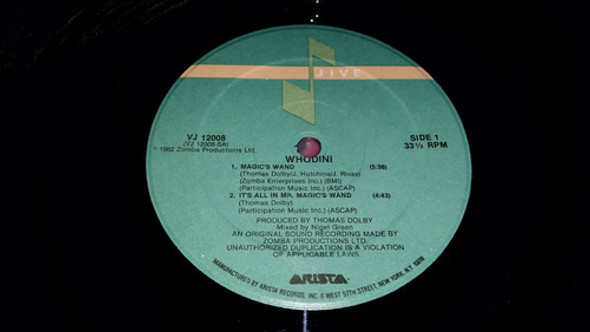 JIVE
VJ 12008
(VJ 12008-SA)
℗ 1982 Zomba Productions Ltd.
SIDE 1
33⅓ RPM
WHODINI
1. MAGIC'S WAND (5:38)
(Thomas Dolby/J. Hutchins/J. Rivas)
(Zomba Enterprises Inc.) (BMI)
(Participation Music Inc.) (ASCAP)
2. IT'S ALL IN MR. MAGIC'S WAND (4:43)
(Thomas Dolby)
(Participation Music Inc.) (ASCAP)
PRODUCED BY THOMAS DOLBY
Mixed by Nigel Green
AN ORIGINAL SOUND RECORDING MADE BY
ZOMBA PRODUCTIONS LTD.
UNAUTHORIZED DUPLICATION IS A VIOLATION
OF APPLICABLE LAWS.
ARISTA
MANUFACTURED BY ARISTA RECORDS, INC. 6 WEST 57TH STREET, NEW YORK, N.Y. 10019